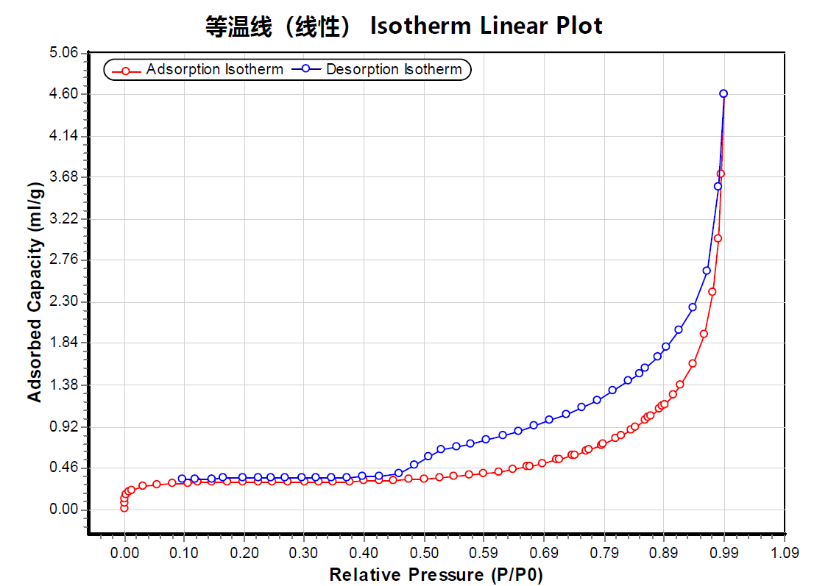 等温线（线性） Isotherm Linear Plot
5.06
Adsorption Isotherm Desorption Isotherm
4.60
4.14
3.68
3.22
2.76
2.30
1.84
1.38
0.92
0.46
0.00
Adsorbed Capacity (ml/g)
0.00 0.10 0.20 0.30 0.40 0.50 0.59 0.69 0.79 0.89 0.99 1.09
Relative Pressure (P/P0)